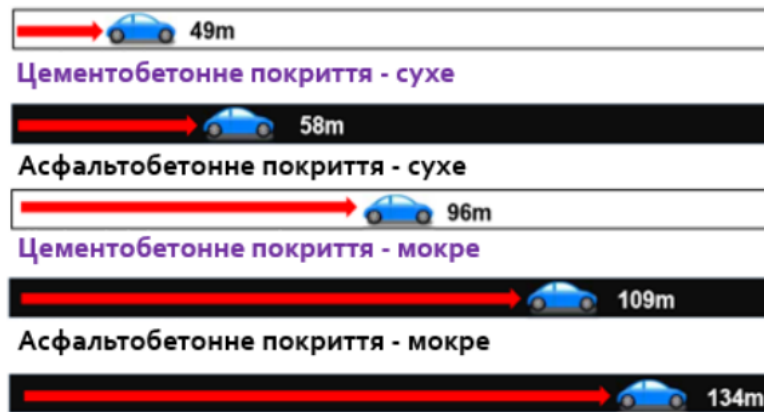 49m
Цементобетонне покриття - сухе
58m
Асфальтобетонне покриття - сухе
96m
Цементобетонне покриття - мокре
109m
Асфальтобетонне покриття - мокре
134m